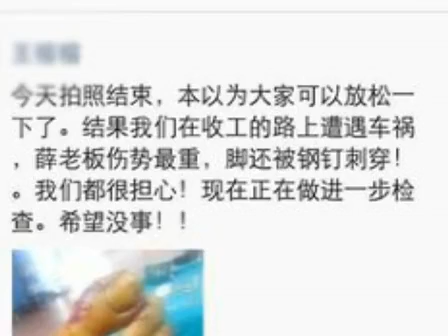 今天拍照结束，本以为大家可以放松一
下了。结果我们在收工的路上遭遇车祸
，薛老板伤势最重，脚还被钢钉刺穿！
。我们都很担心！现在正在做进一步检
查。希望没事！！